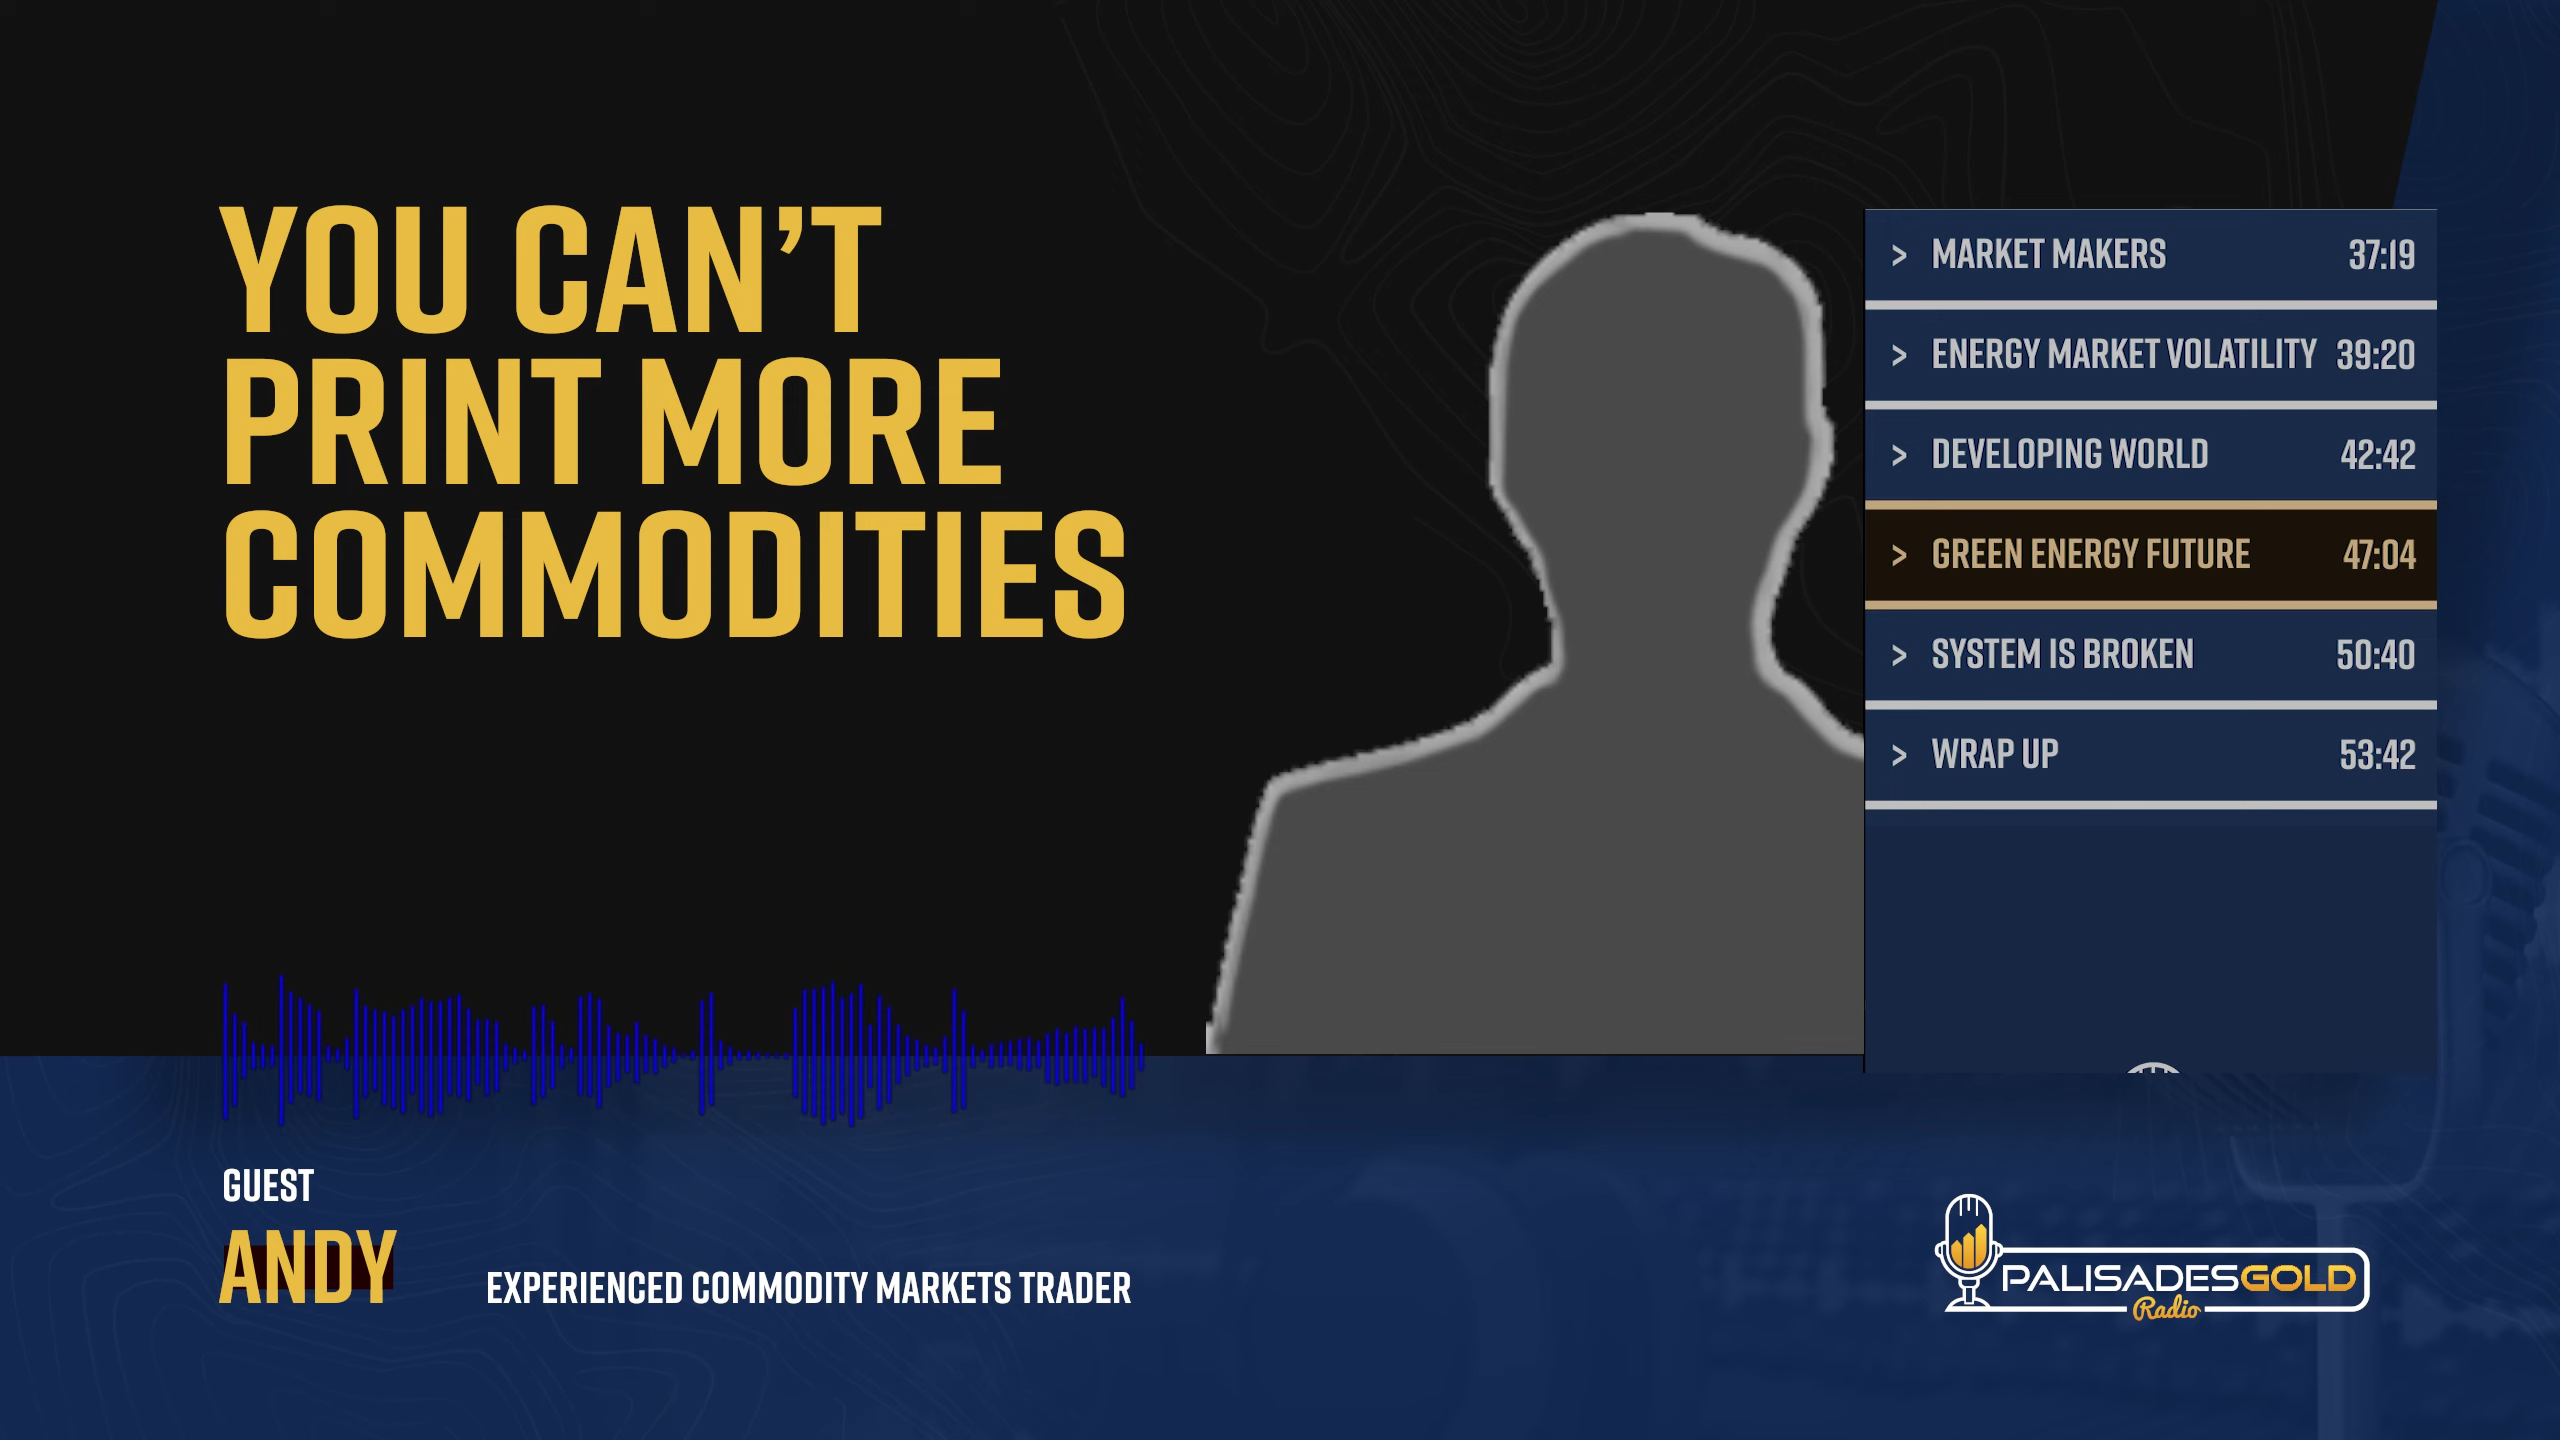 YOU CAN'T
PRINT MORE
COMMODITIES
> MARKET MAKERS 37:19
> ENERGY MARKET VOLATILITY 39:20
> DEVELOPING WORLD 42:42
> GREEN ENERGY FUTURE 47:04
> SYSTEM IS BROKEN 50:40
> WRAP UP 53:42
GUEST
ANDY
EXPERIENCED COMMODITY MARKETS TRADER
PALISADESGOLD
Radio